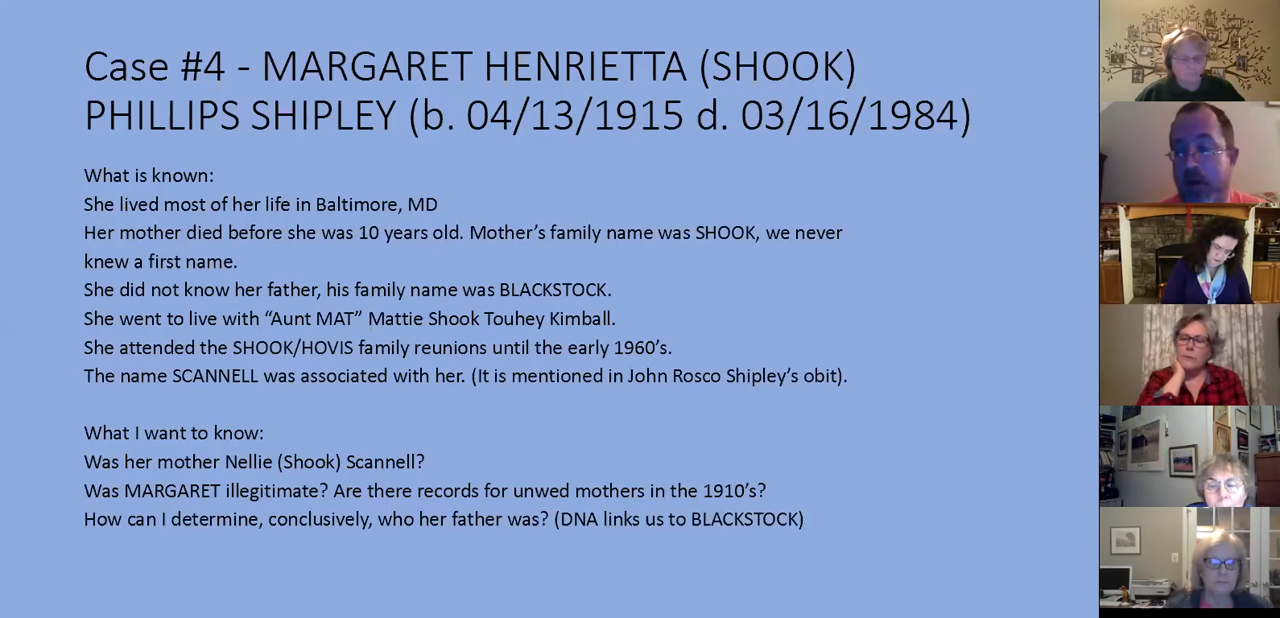 Case #4 - MARGARET HENRIETTA (SHOOK)
PHILLIPS SHIPLEY (b. 04/13/1915 d. 03/16/1984)
What is known:
She lived most of her life in Baltimore, MD
Her mother died before she was 10 years old. Mother's family name was SHOOK, we never
knew a first name.
She did not know her father, his family name was BLACKSTOCK.
She went to live with “Aunt MAT” Mattie Shook Touhey Kimball.
She attended the SHOOK/HOVIS family reunions until the early 1960's.
The name SCANNELL was associated with her. (It is mentioned in John Rosco Shipley's obit).
What I want to know:
Was her mother Nellie (Shook) Scannell?
Was MARGARET illegitimate? Are there records for unwed mothers in the 1910's?
How can I determine, conclusively, who her father was? (DNA links us to BLACKSTOCK)